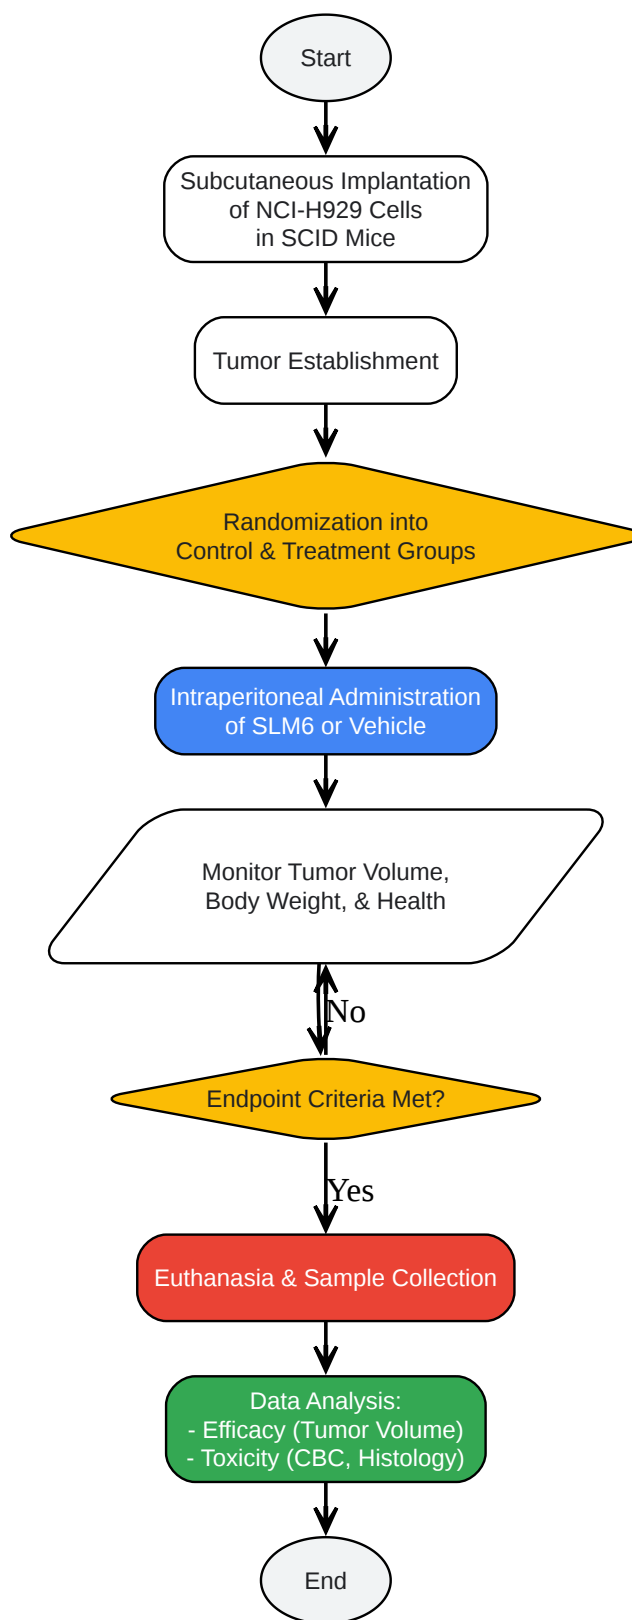 Start
Subcutaneous Implantation
of NCI-H929 Cells
in SCID Mice
Tumor Establishment
Randomization into
Control & Treatment Groups
Intraperitoneal Administration
of SLM6 or Vehicle
Monitor Tumor Volume,
Body Weight, & Health
No
Endpoint Criteria Met?
Yes
Euthanasia & Sample Collection
Data Analysis:
- Efficacy (Tumor Volume)
- Toxicity (CBC, Histology)
End